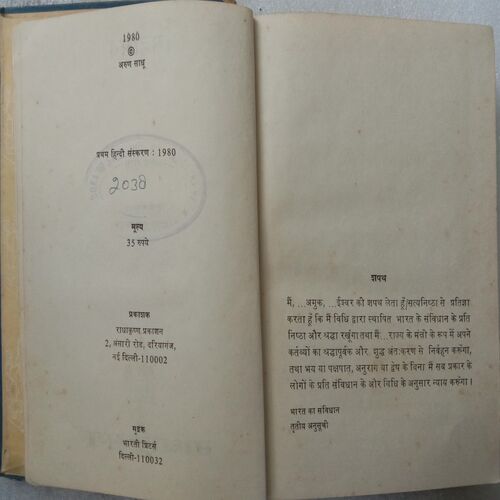 1980
©
अरुण साधू
प्रथम हिन्दी संस्करण : 1980
2038
मूल्य
35 रुपये
प्रकाशक
राधाकृष्ण प्रकाशन
2, अंसारी रोड, दरियागंज,
नई दिल्ली-110002
मुद्रक
भारती प्रिंटर्स
दिल्ली-110032
शपथ
मैं, ...अमुक, ...ईश्वर की शपथ लेता हूँ/सत्यनिष्ठा से प्रतिज्ञा
करता हूँ कि मैं विधि द्वारा स्थापित भारत के संविधान के प्रति
निष्ठा और श्रद्धा रखूंगा तथा मैं ...राज्य के मंत्री के रूप में अपने
कर्तव्यों का श्रद्धापूर्वक और शुद्ध अंतःकरण से निर्वहन करूंगा,
तथा भय या पक्षपात, अनुराग या द्वेष के बिना मैं सब प्रकार के
लोगों के प्रति संविधान के और विधि के अनुसार न्याय करूंगा।
भारत का संविधान
तृतीय अनुसूची